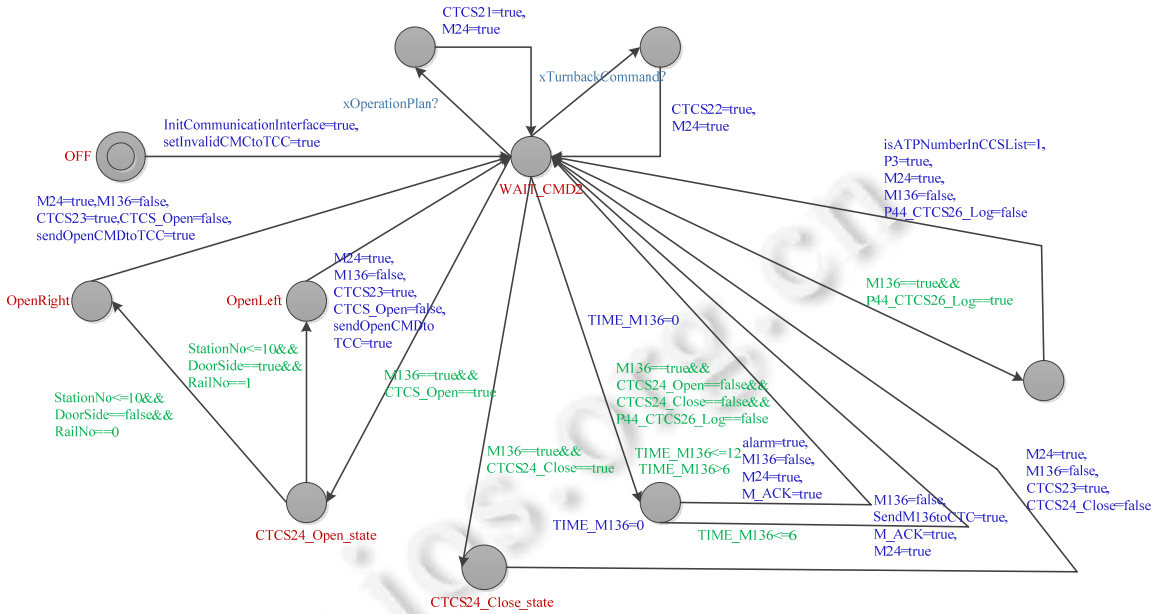 CTCS21=true,
M24=true
xOperationPlan?
xTurnbackCommand?
CTCS22=true,
M24=true
InitCommunicationInterface=true,
setInvalidCMCtoTCC=true
OFF
WAIT_CMD2
isATPNumberInCCSList=1,
P3=true,
M24=true,
M136=false,
P44_CTCS26_Log=false
M24=true,M136=false,
CTCS23=true,CTCS_Open=false,
sendOpenCMDtoTCC=true
OpenRight
OpenLeft
M24=true,
M136=false,
CTCS23=true,
CTCS_Open=false,
sendOpenCMDto
TCC=true
M136==true&&
P44_CTCS26_Log==true
TIME_M136=0
StationNo<=10&&
DoorSide==true&&
RailNo==1
StationNo<=10&&
DoorSide==false&&
RailNo==0
M136==true&&
CTCS_Open==true
M136==true&&
CTCS24_Open==false&&
CTCS24_Close==false&&
P44_CTCS26_Log==false
M136==true&&
CTCS24_Close==true
TIME_M136<=12
TIME_M136>6
alarm=true,
M136=false,
M24=true,
M_ACK=true
M24=true,
M136=false,
CTCS23=true,
CTCS24_Close=false
M136=false,
SendM136toCTC=true,
M_ACK=true,
M24=true
TIME_M136=0
TIME_M136<=6
CTCS24_Open_state
CTCS24_Close_state
ios.org.cn